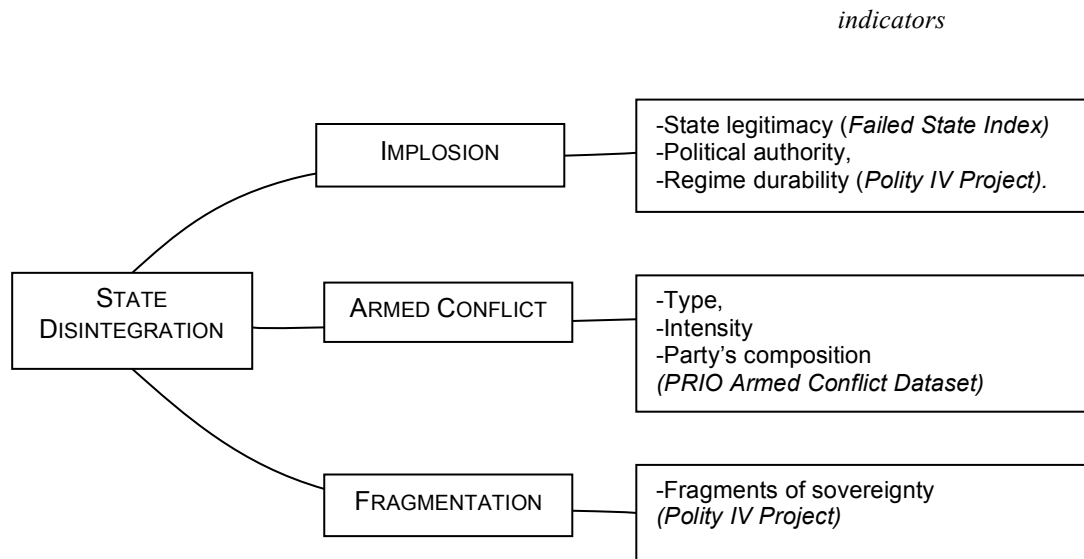 indicators
IMPLOSION
-State legitimacy (Failed State Index)
-Political authority,
-Regime durability (Polity IV Project).
STATE
DISINTEGRATION
ARMED CONFLICT
-Type,
-Intensity
-Party’s composition
(PRIO Armed Conflict Dataset)
FRAGMENTATION
-Fragments of sovereignty
(Polity IV Project)